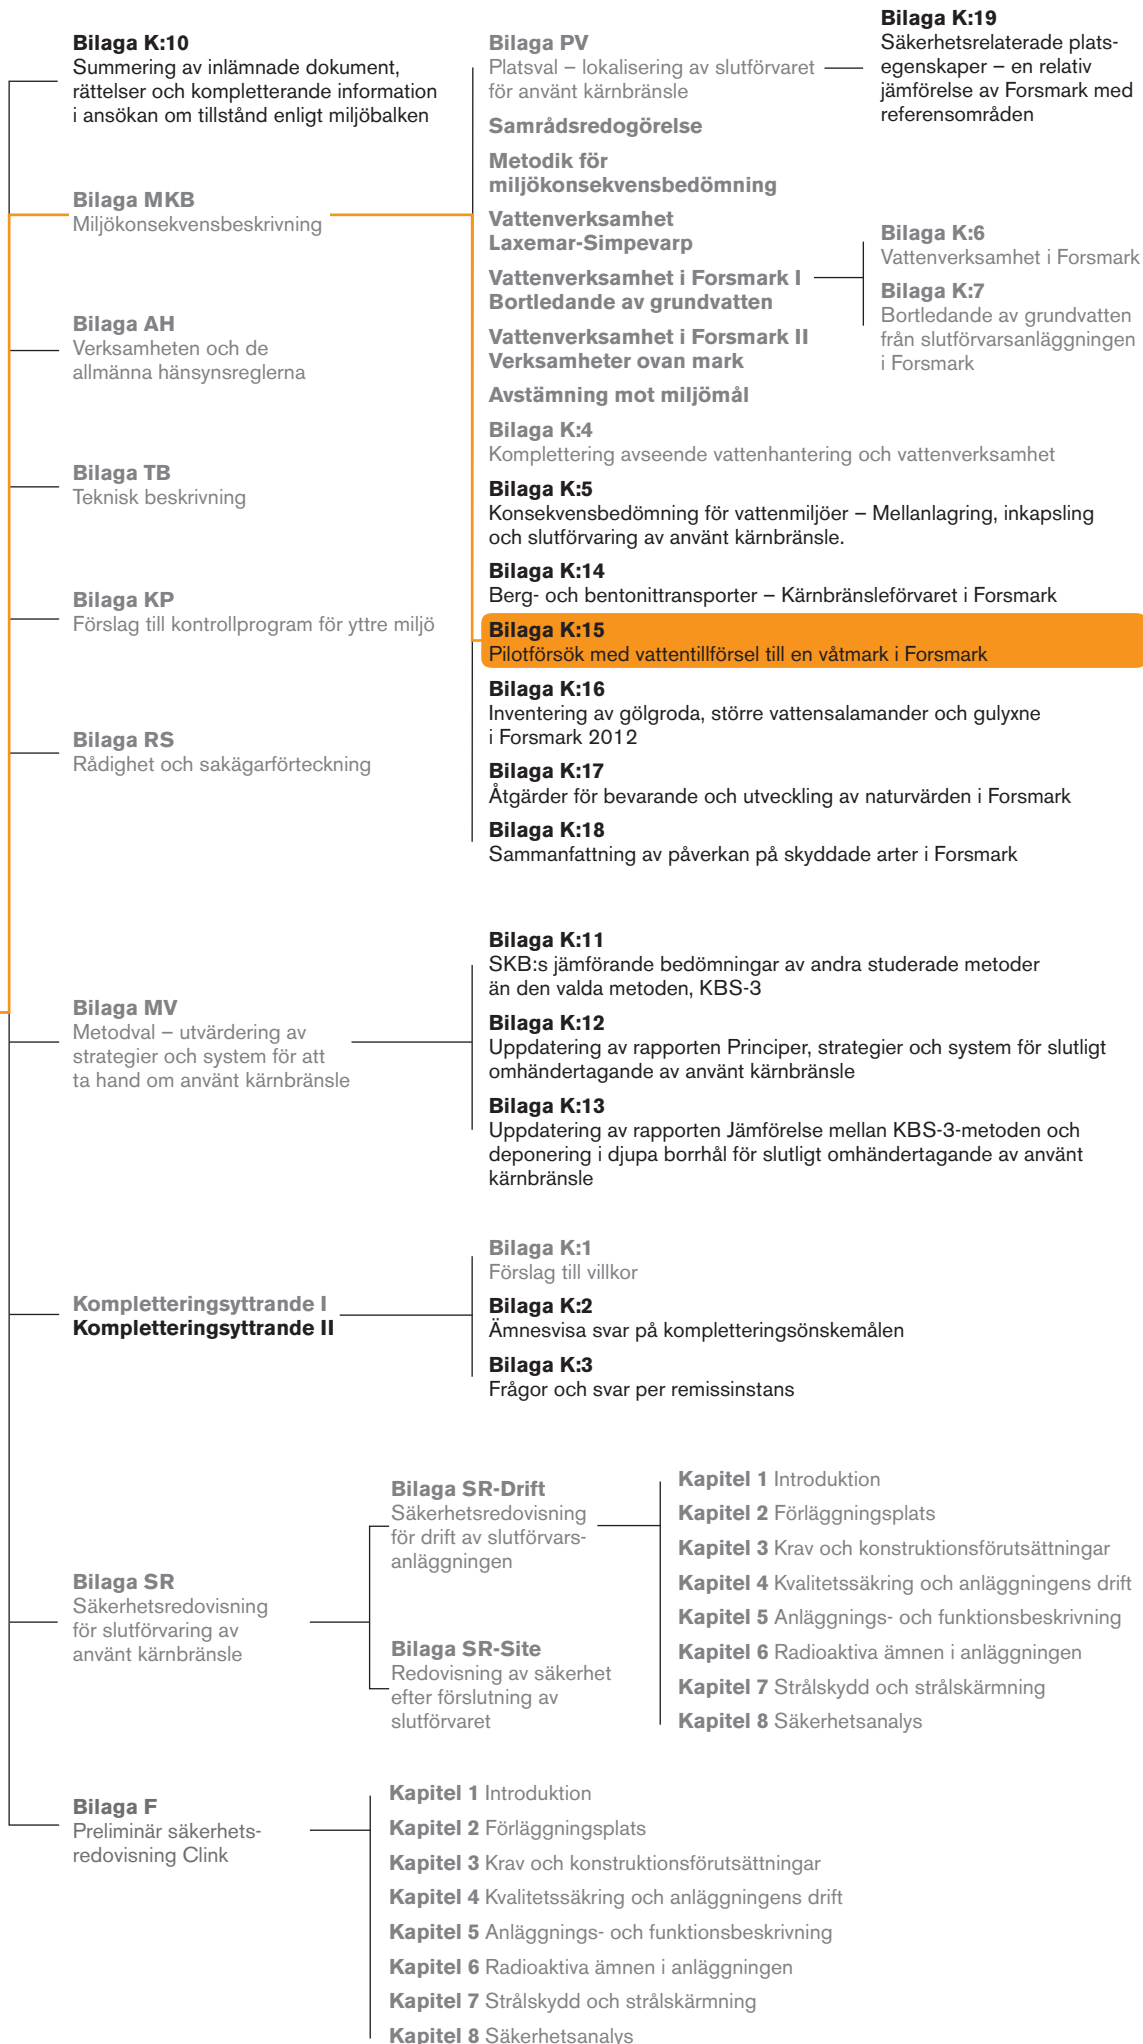 Bilaga K:10
Summering av inlämnade dokument,
rättelser och kompletterande information
i ansökan om tillstånd enligt miljöbalken
Bilaga MKB
Miljökonsekvensbeskrivning
Bilaga PV
Platsval – lokalisering av slutförvaret
för använt kärnbränsle
Bilaga K:19
Säkerhetsrelaterade plats-
egenskaper – en relativ
jämförelse av Forsmark med
referensområden
Samrådsredogörelse
Metodik för
miljökonsekvensbedömning
Vattenverksamhet
Laxemar-Simpevarp
Vattenverksamhet i Forsmark I
Bortledande av grundvatten
Bilaga K:6
Vattenverksamhet i Forsmark
Bilaga K:7
Bortledande av grundvatten
från slutförvarsanläggningen
i Forsmark
Vattenverksamhet i Forsmark II
Verksamheter ovan mark
Avstämning mot miljömål
Bilaga K:4
Komplettering avseende vattenhantering och vattenverksamhet
Bilaga K:5
Konsekvensbedömning för vattenmiljöer – Mellanlagring, inkapsling
och slutförvaring av använt kärnbränsle.
Bilaga K:14
Berg- och bentonittransporter – Kärnbränsleförvaret i Forsmark
Bilaga K:15
Pilotförsök med vattentillförsel till en våtmark i Forsmark
Bilaga K:16
Inventering av gölgroda, större vattensalamander och gulyxne
i Forsmark 2012
Bilaga K:17
Åtgärder för bevarande och utveckling av naturvärden i Forsmark
Bilaga K:18
Sammanfattning av påverkan på skyddade arter i Forsmark
Bilaga AH
Verksamheten och de
allmänna hänsynsreglerna
Bilaga TB
Teknisk beskrivning
Bilaga KP
Förslag till kontrollprogram för yttre miljö
Bilaga RS
Rådighet och sakägarförteckning
Bilaga MV
Metodval – utvärdering av
strategier och system för att
ta hand om använt kärnbränsle
Bilaga K:11
SKB:s jämförande bedömningar av andra studerade metoder
än den valda metoden, KBS-3
Bilaga K:12
Uppdatering av rapporten Principer, strategier och system för slutligt
omhändertagande av använt kärnbränsle
Bilaga K:13
Uppdatering av rapporten Jämförelse mellan KBS-3-metoden och
deponering i djupa borrhål för slutligt omhändertagande av använt
kärnbränsle
Kompletteringsyttrande I
Kompletteringsyttrande II
Bilaga K:1
Förslag till villkor
Bilaga K:2
Ämnesvisa svar på kompletteringsönskemålen
Bilaga K:3
Frågor och svar per remissinstans
Bilaga SR
Säkerhetsredovisning
för slutförvaring av
använt kärnbränsle
Bilaga SR-Drift
Säkerhetsredovisning
för drift av slutförvars-
anläggningen
Kapitel 1 Introduktion
Kapitel 2 Förläggningsplats
Kapitel 3 Krav och konstruktionsförutsättningar
Kapitel 4 Kvalitetssäkring och anläggningens drift
Kapitel 5 Anläggnings- och funktionsbeskrivning
Kapitel 6 Radioaktiva ämnen i anläggningen
Kapitel 7 Strålskydd och strålskärmning
Kapitel 8 Säkerhetsanalys
Bilaga SR-Site
Redovisning av säkerhet
efter förslutning av
slutförvaret
Bilaga F
Preliminär säkerhets-
redovisning Clink
Kapitel 1 Introduktion
Kapitel 2 Förläggningsplats
Kapitel 3 Krav och konstruktionsförutsättningar
Kapitel 4 Kvalitetssäkring och anläggningens drift
Kapitel 5 Anläggnings- och funktionsbeskrivning
Kapitel 6 Radioaktiva ämnen i anläggningen
Kapitel 7 Strålskydd och strålskärmning
Kapitel 8 Säkerhetsanalys